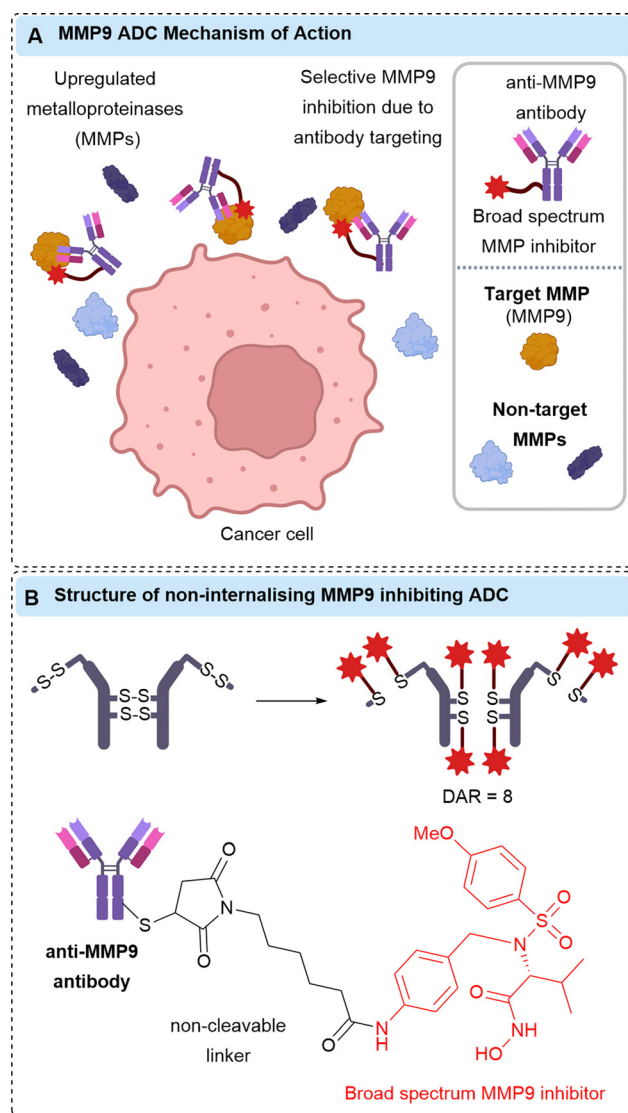 A MMP9 ADC Mechanism of Action
Upregulated
metalloproteinases
(MMPs)
Selective MMP9
inhibition due to
antibody targeting
anti-MMP9
antibody
Broad spectrum
MMP inhibitor
Target MMP
(MMP9)
Non-target
MMPs
Cancer cell
B Structure of non-internalising MMP9 inhibiting ADC
S-S
S-S
S-S
S-S
S
S
S
S
S
S
S
S
DAR = 8
anti-MMP9
antibody
S
O
N
O
non-cleavable
linker
O
N
H
MeO
N
S
O
O
O
NH
HO
Broad spectrum MMP9 inhibitor